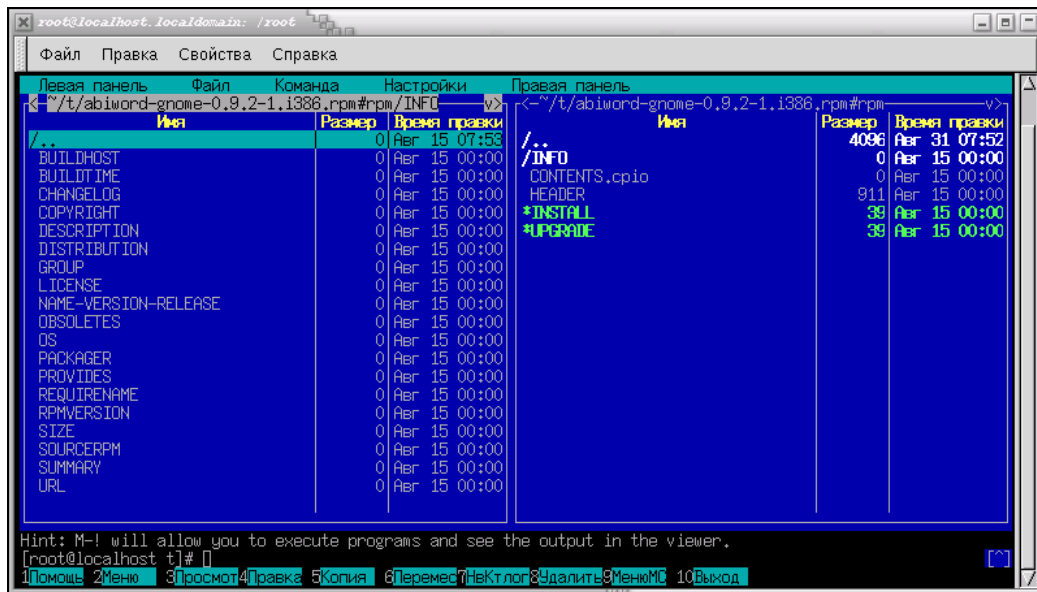 root@localhost.localdomain: /root
Файл Правка Свойства Справка
Левая панель Файл Команда Настройки Правая панель
<-~/t/abiword-gnome-0.9.2-1.i386.rpm#rpm/INFO v> <-~/t/abiword-gnome-0.9.2-1.i386.rpm#rpm v>
Имя Размер Время правки Имя Размер Время правки
/.. 0 Авг 15 07:53 /.. 4096 Авг 31 07:52
BUILDHOST 0 Авг 15 00:00 /INFO 0 Авг 15 00:00
BUILDTIME 0 Авг 15 00:00 CONTENTS.cpio 0 Авг 15 00:00
CHANGELOG 0 Авг 15 00:00 HEADER 911 Авг 15 00:00
COPYRIGHT 0 Авг 15 00:00 *INSTALL 39 Авг 15 00:00
DESCRIPTION 0 Авг 15 00:00 *UPGRADE 39 Авг 15 00:00
DISTRIBUTION 0 Авг 15 00:00
GROUP 0 Авг 15 00:00
LICENSE 0 Авг 15 00:00
NAME-VERSION-RELEASE 0 Авг 15 00:00
OBSOLETES 0 Авг 15 00:00
OS 0 Авг 15 00:00
PACKAGER 0 Авг 15 00:00
PROVIDES 0 Авг 15 00:00
REQUIRENAME 0 Авг 15 00:00
RPMVERSION 0 Авг 15 00:00
SIZE 0 Авг 15 00:00
SOURCERPM 0 Авг 15 00:00
SUMMARY 0 Авг 15 00:00
URL 0 Авг 15 00:00
Hint: M-! will allow you to execute programs and see the output in the viewer.
[root@localhost t]# [^]
1Помощь 2Меню 3Просмот 4Правка 5Копия 6Перемес 7НвКтлог 8Удалить 9МенюМС 10Выход